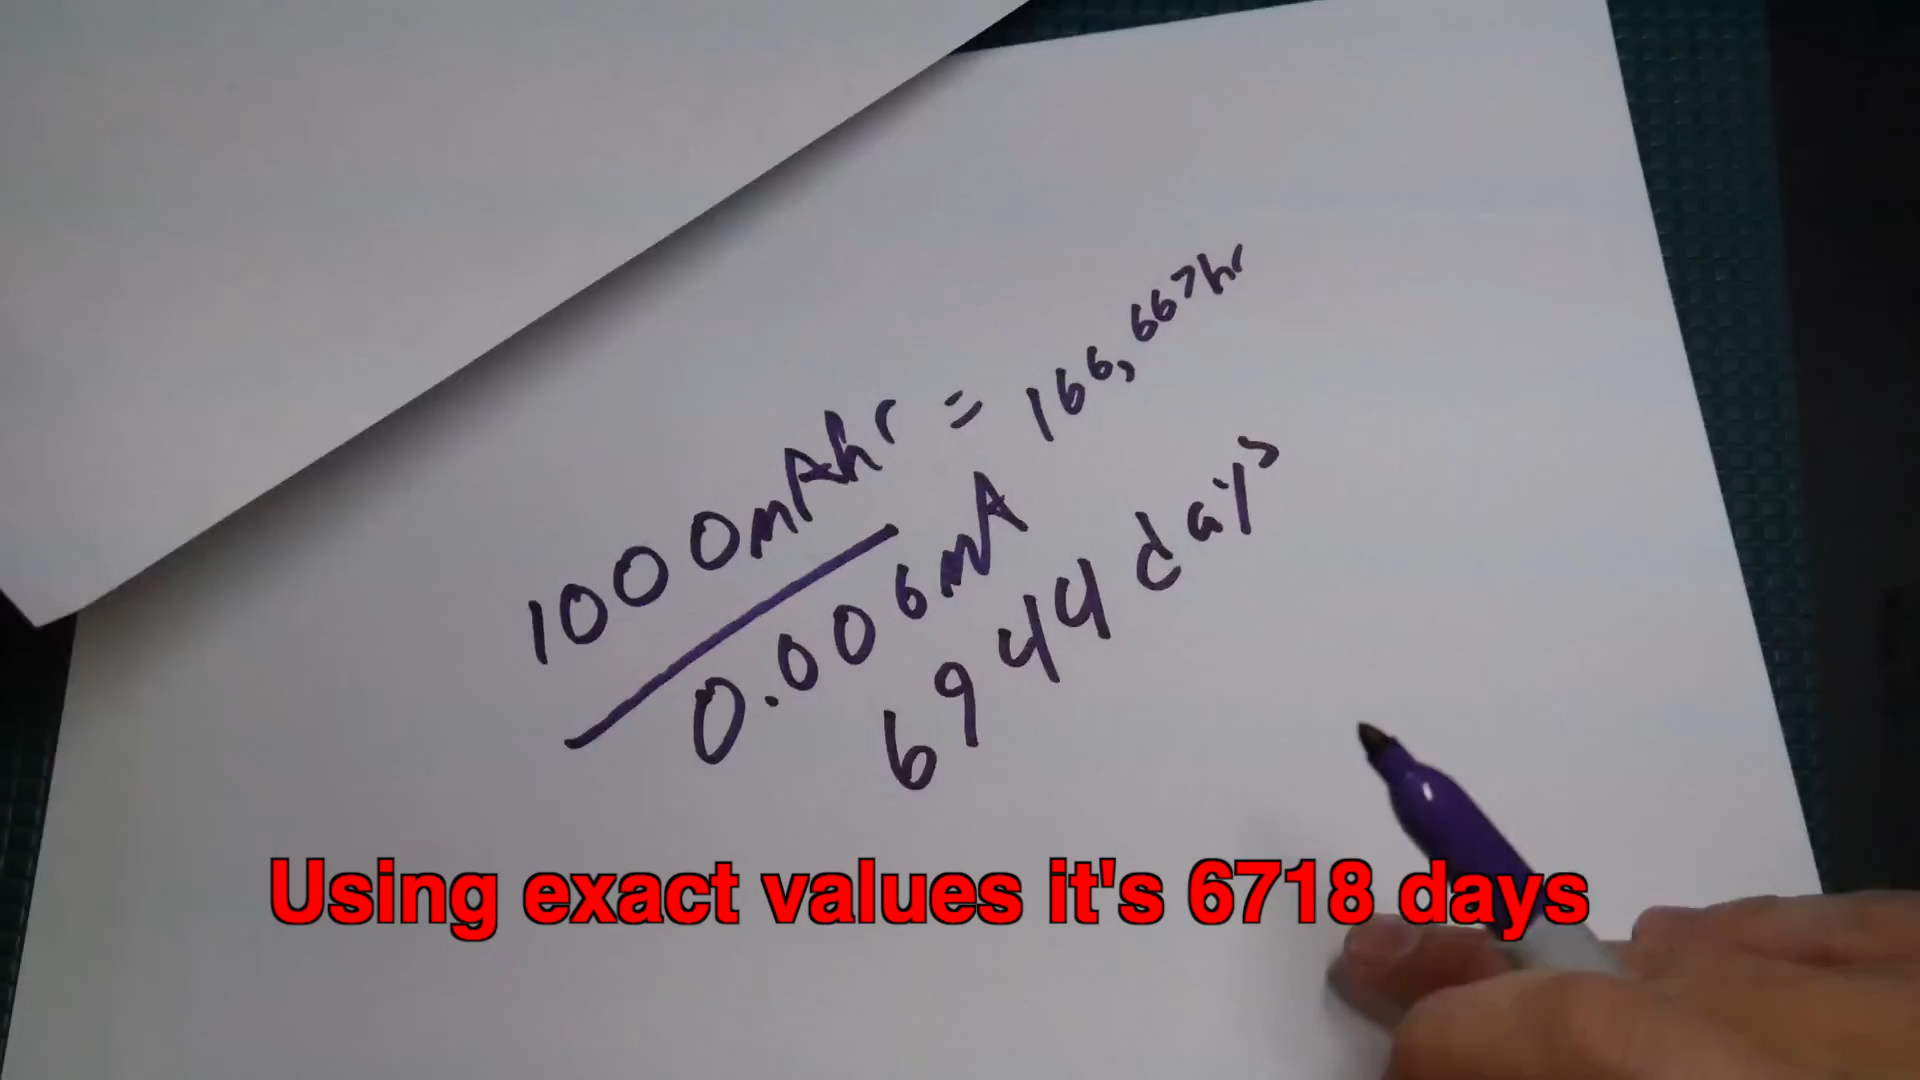 1000mAhr = 166,667hr
0.006mA
6944 days
Using exact values it's 6718 days